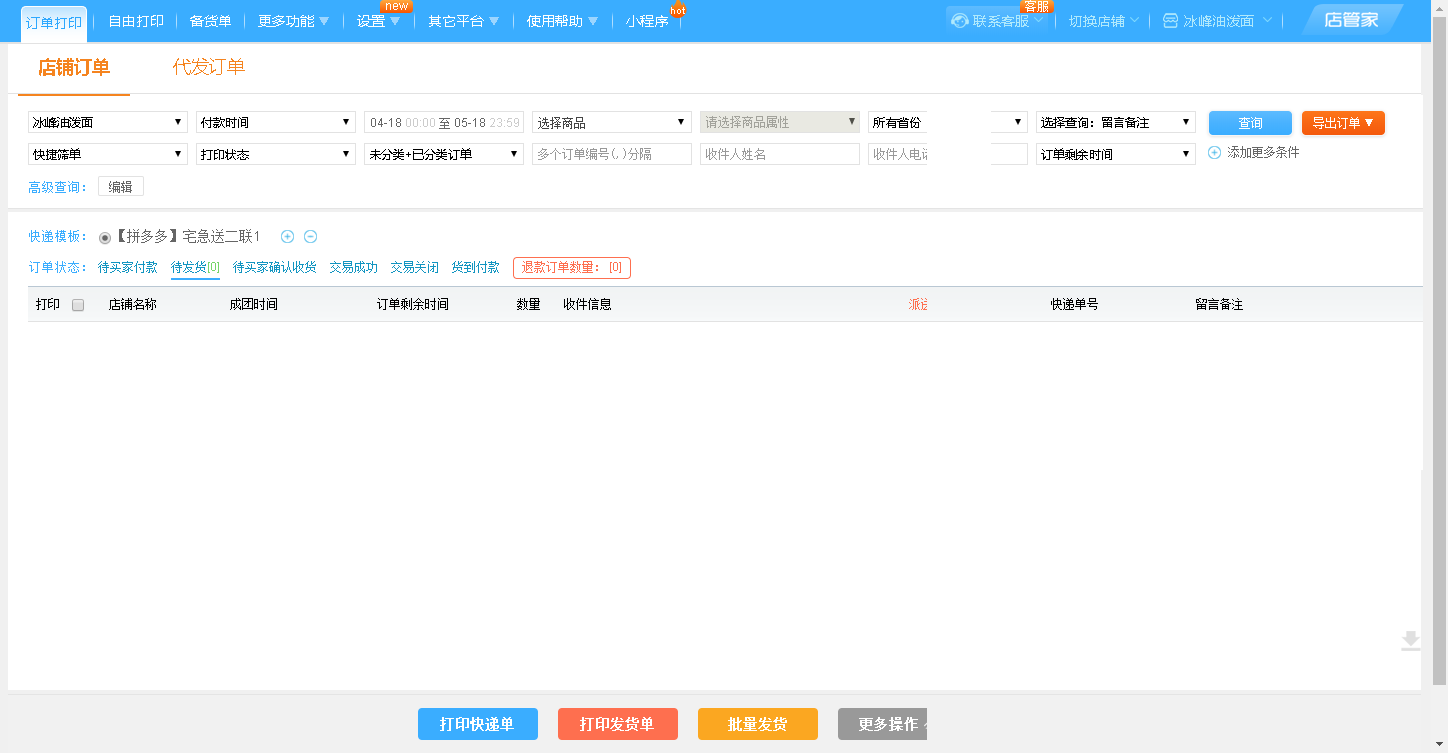 订单打印 自由打印 备货单 更多功能 设置 new 其它平台 使用帮助 小程序 hot 联系客服 客服 切换店铺 冰峰油泼面 店管家
店铺订单 代发订单
冰峰油泼面 付款时间 04-18 00:00 至 05-18 23:59 选择商品 请选择商品属性 所有省份 选择查询：留言备注 查询 导出订单
快捷筛单 打印状态 未分类+已分类订单 多个订单编号(,)分隔 收件人姓名 收件人电 订单剩余时间 添加更多条件
高级查询： 编辑
快递模板： 【拼多多】宅急送二联1
订单状态： 待买家付款 待发货[0] 待买家确认收货 交易成功 交易关闭 货到付款 退款订单数量： [0]
打印 店铺名称 成团时间 订单剩余时间 数量 收件信息 派 快递单号 留言备注
打印快递单 打印发货单 批量发货 更多操作